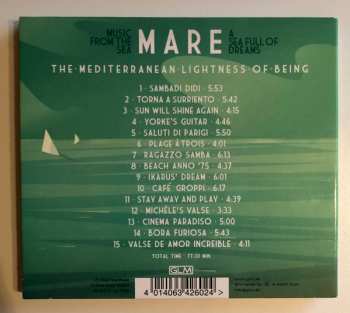 MUSIC FROM THE SEA
MARE
A SEA FULL OF DREAMS
THE·MEDITERRANEAN·LIGHTNESS·OF·BEING
1 · SAMBADI DIDI · 5:53
2 · TORNA A SURRIENTO · 5:42
3 · SUN WILL SHINE AGAIN · 4:15
4 · YORKE'S GUITAR · 4:46
5 · SALUTI DI PARIGI · 5:50
6 · PLAGE À TROIS · 4:01
7 · RAGAZZO SAMBA · 6:13
8 · BEACH ANNO '75 · 6:37
9 · IKARUS' DREAM · 6:01
10 · CAFÉ GROPPI · 6:17
11 · STAY AWAY AND PLAY · 4:39
12 · MICHÈLE'S VALSE · 3:33
13 · CINEMA PARADISO · 5:00
14 · BORA FURIOSA · 5:43
15 · VALSE DE AMOR INCREIBLE · 4:11
TOTAL TIME · 77:01 MIN
GLM
4 014063 426024 >